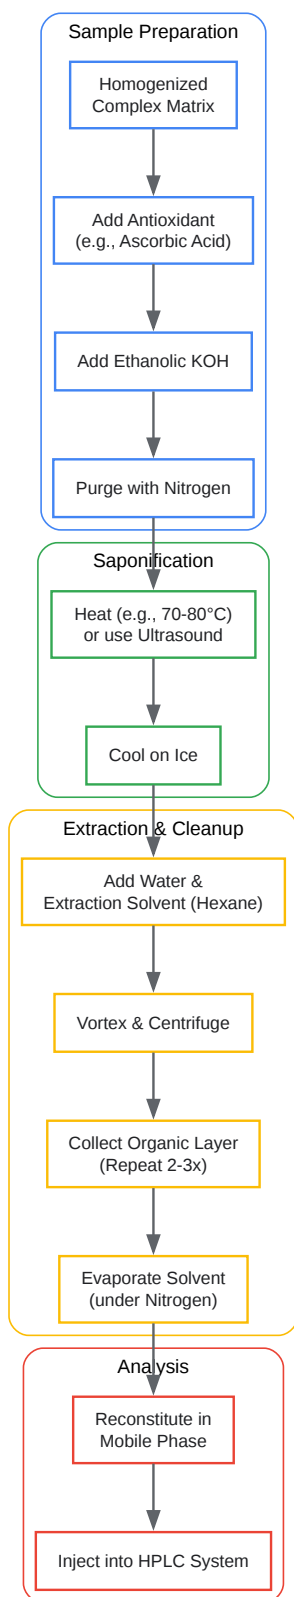 Sample Preparation
Homogenized
Complex Matrix
Add Antioxidant
(e.g., Ascorbic Acid)
Add Ethanolic KOH
Purge with Nitrogen
Saponification
Heat (e.g., 70-80°C)
or use Ultrasound
Cool on Ice
Extraction & Cleanup
Add Water &
Extraction Solvent (Hexane)
Vortex & Centrifuge
Collect Organic Layer
(Repeat 2-3x)
Evaporate Solvent
(under Nitrogen)
Analysis
Reconstitute in
Mobile Phase
Inject into HPLC System